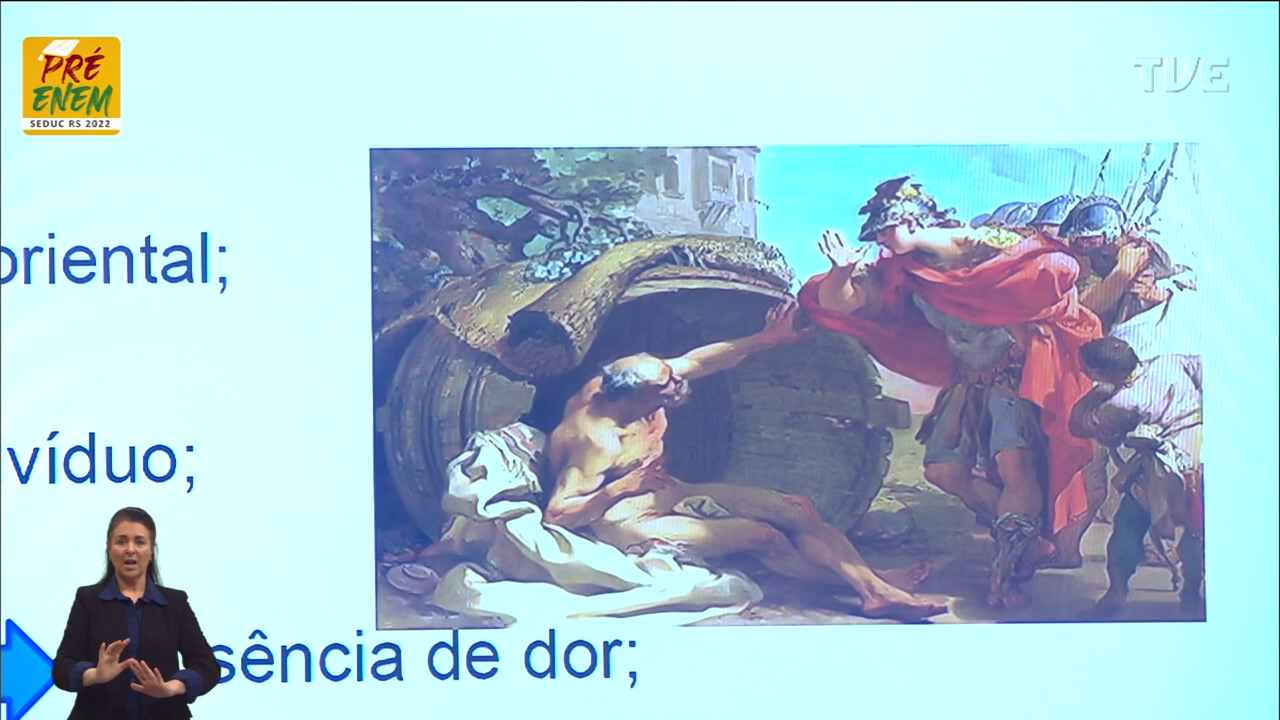 PRÉ
ENEM
SEDUC RS 2022
TVE
oriental;
víduo;
sência de dor;